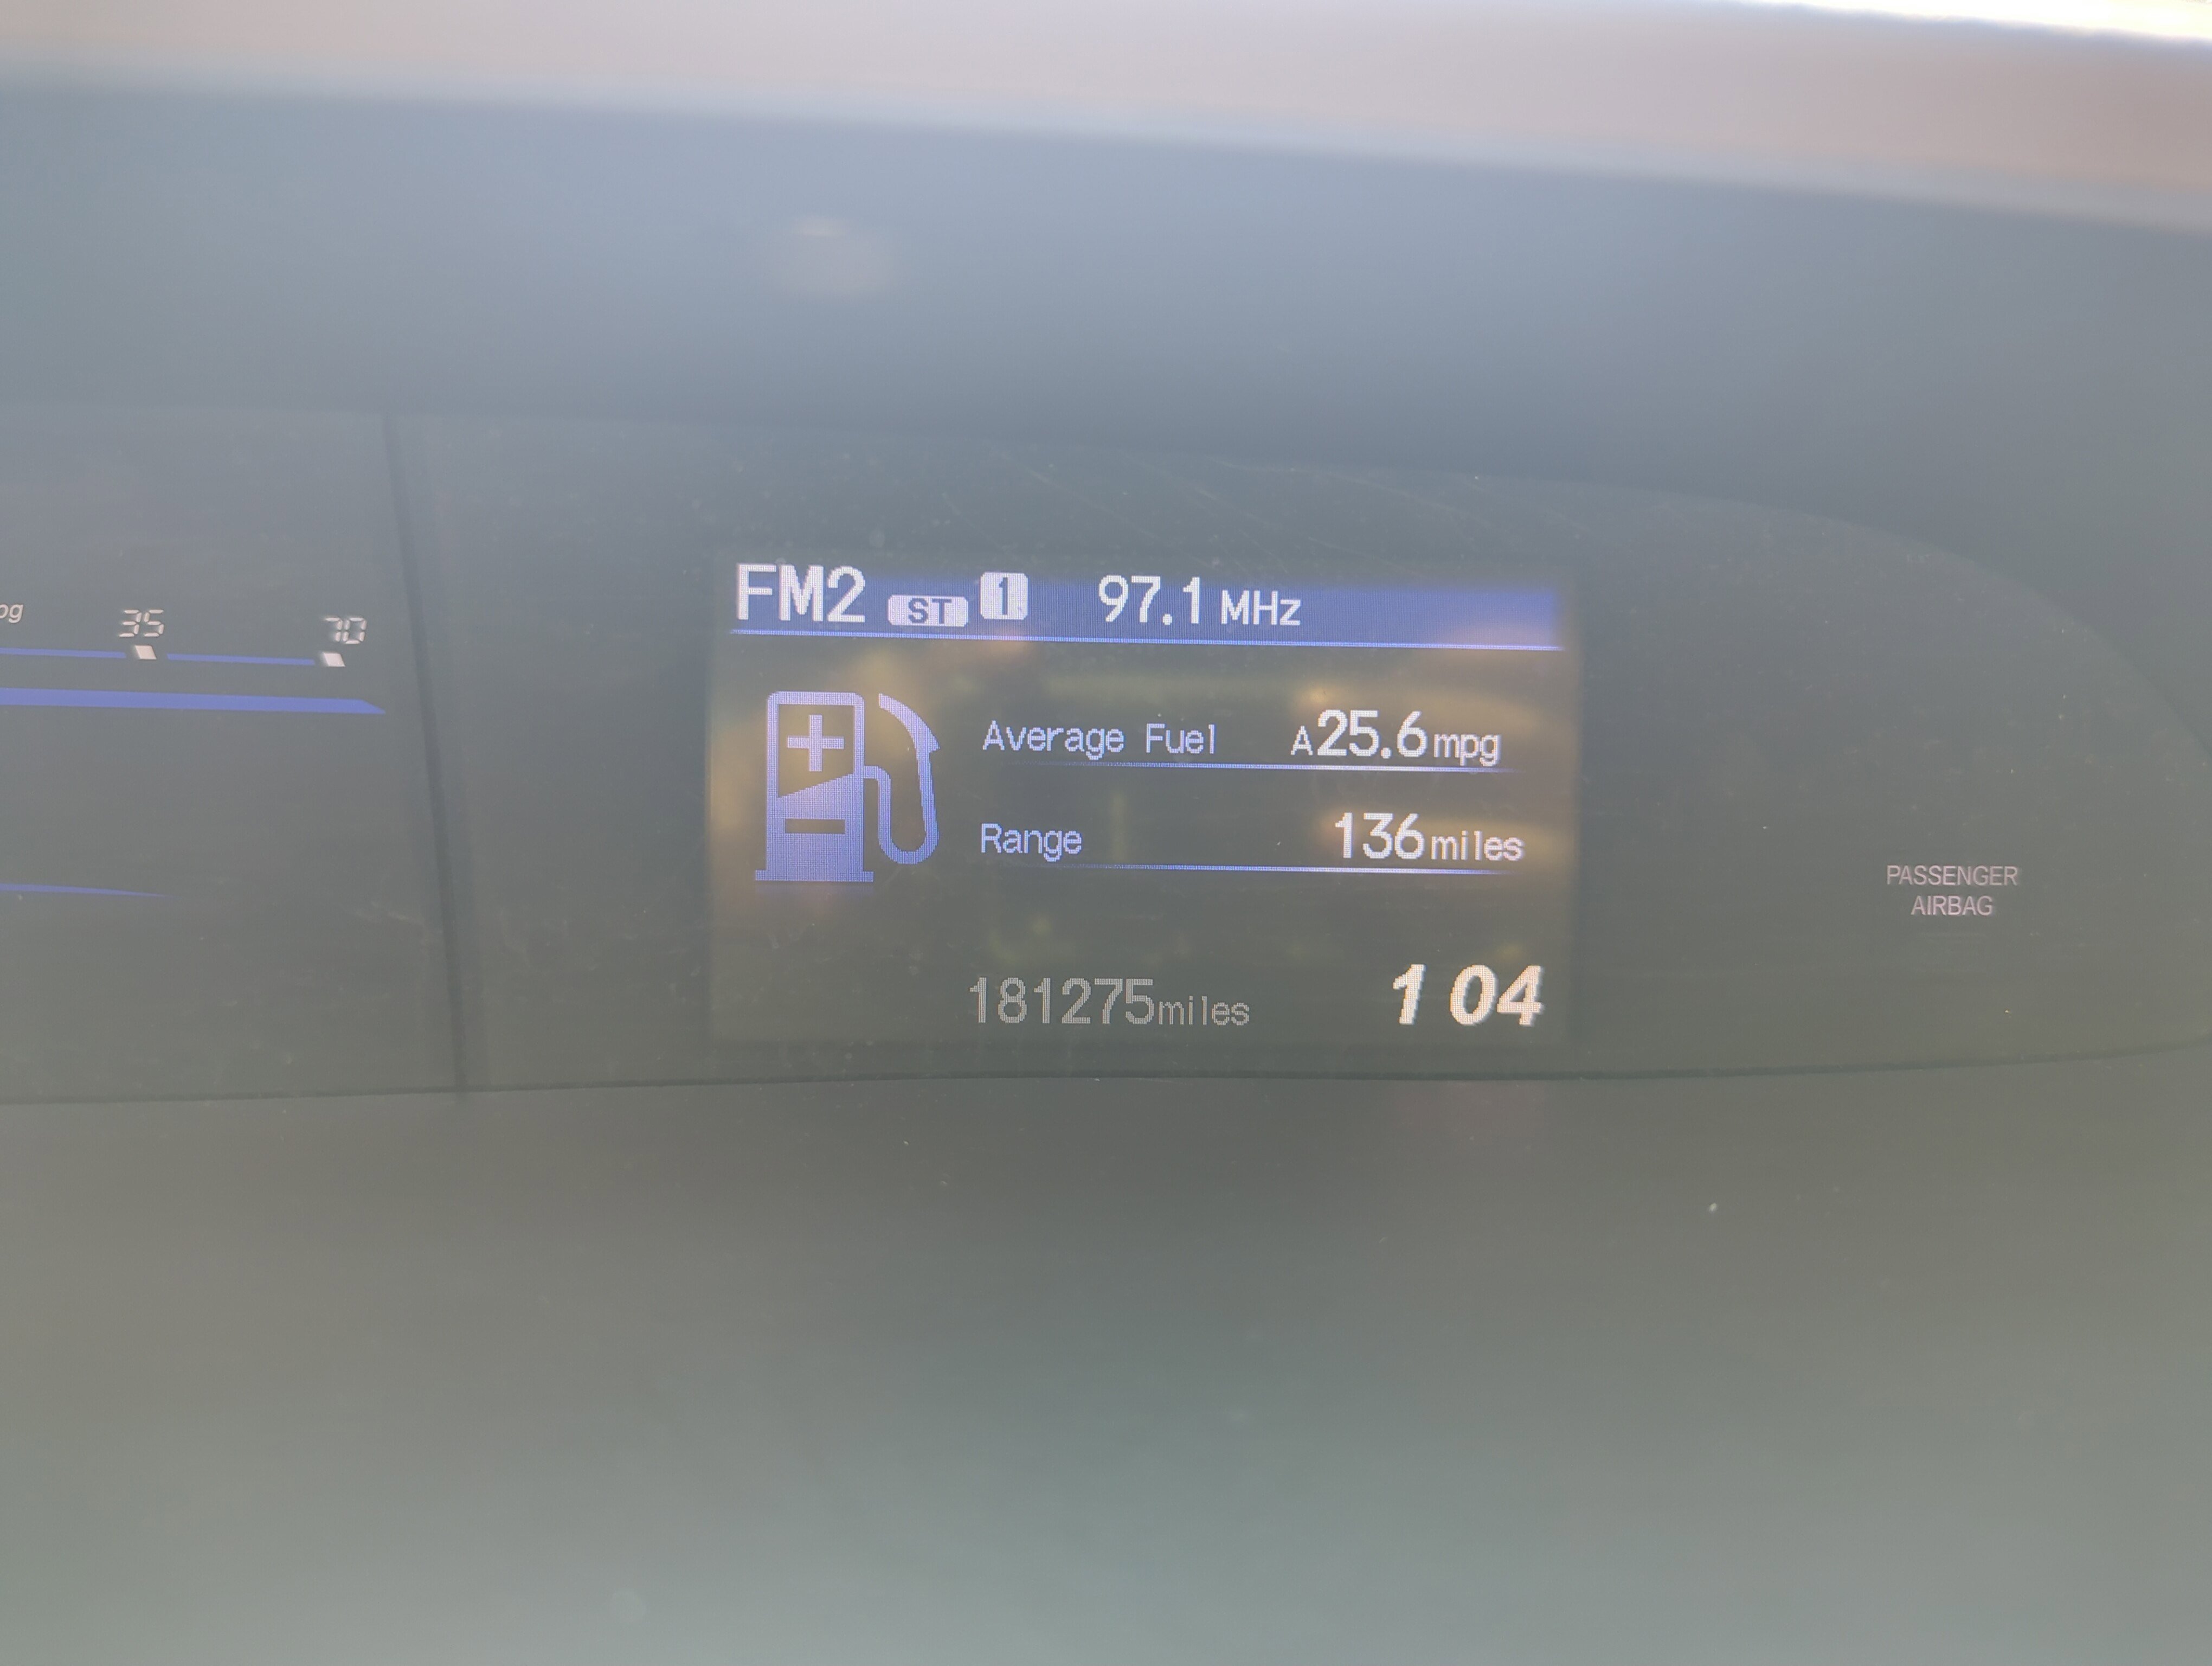 FM2 ST 1 97.1 MHz
35 70
Average Fuel A25.6mpg
Range 136miles
PASSENGER
AIRBAG
181275miles 1 04